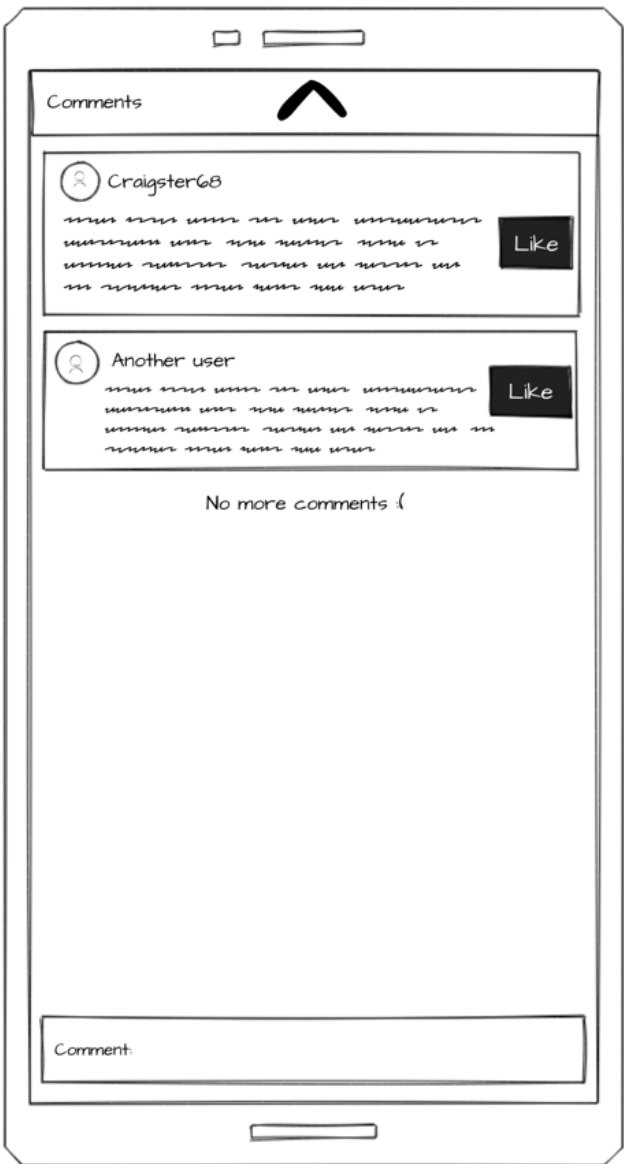 Comments
Craigster68
Like
Another user
Like
No more comments :(
Comment: